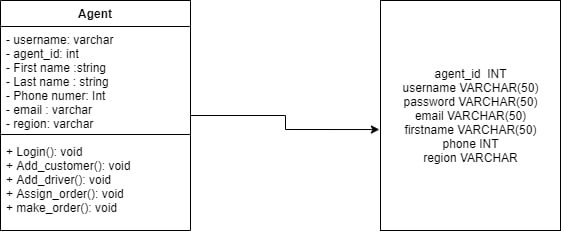 Agent
- username: varchar
- agent_id: int
- First name :string
- Last name : string
- Phone numer: Int
- email : varchar
- region: varchar
+ Login(): void
+ Add_customer(): void
+ Add_driver(): void
+ Assign_order(): void
+ make_order(): void
agent_id INT
username VARCHAR(50)
password VARCHAR(50)
email VARCHAR(50)
firstname VARCHAR(50)
phone INT
region VARCHAR